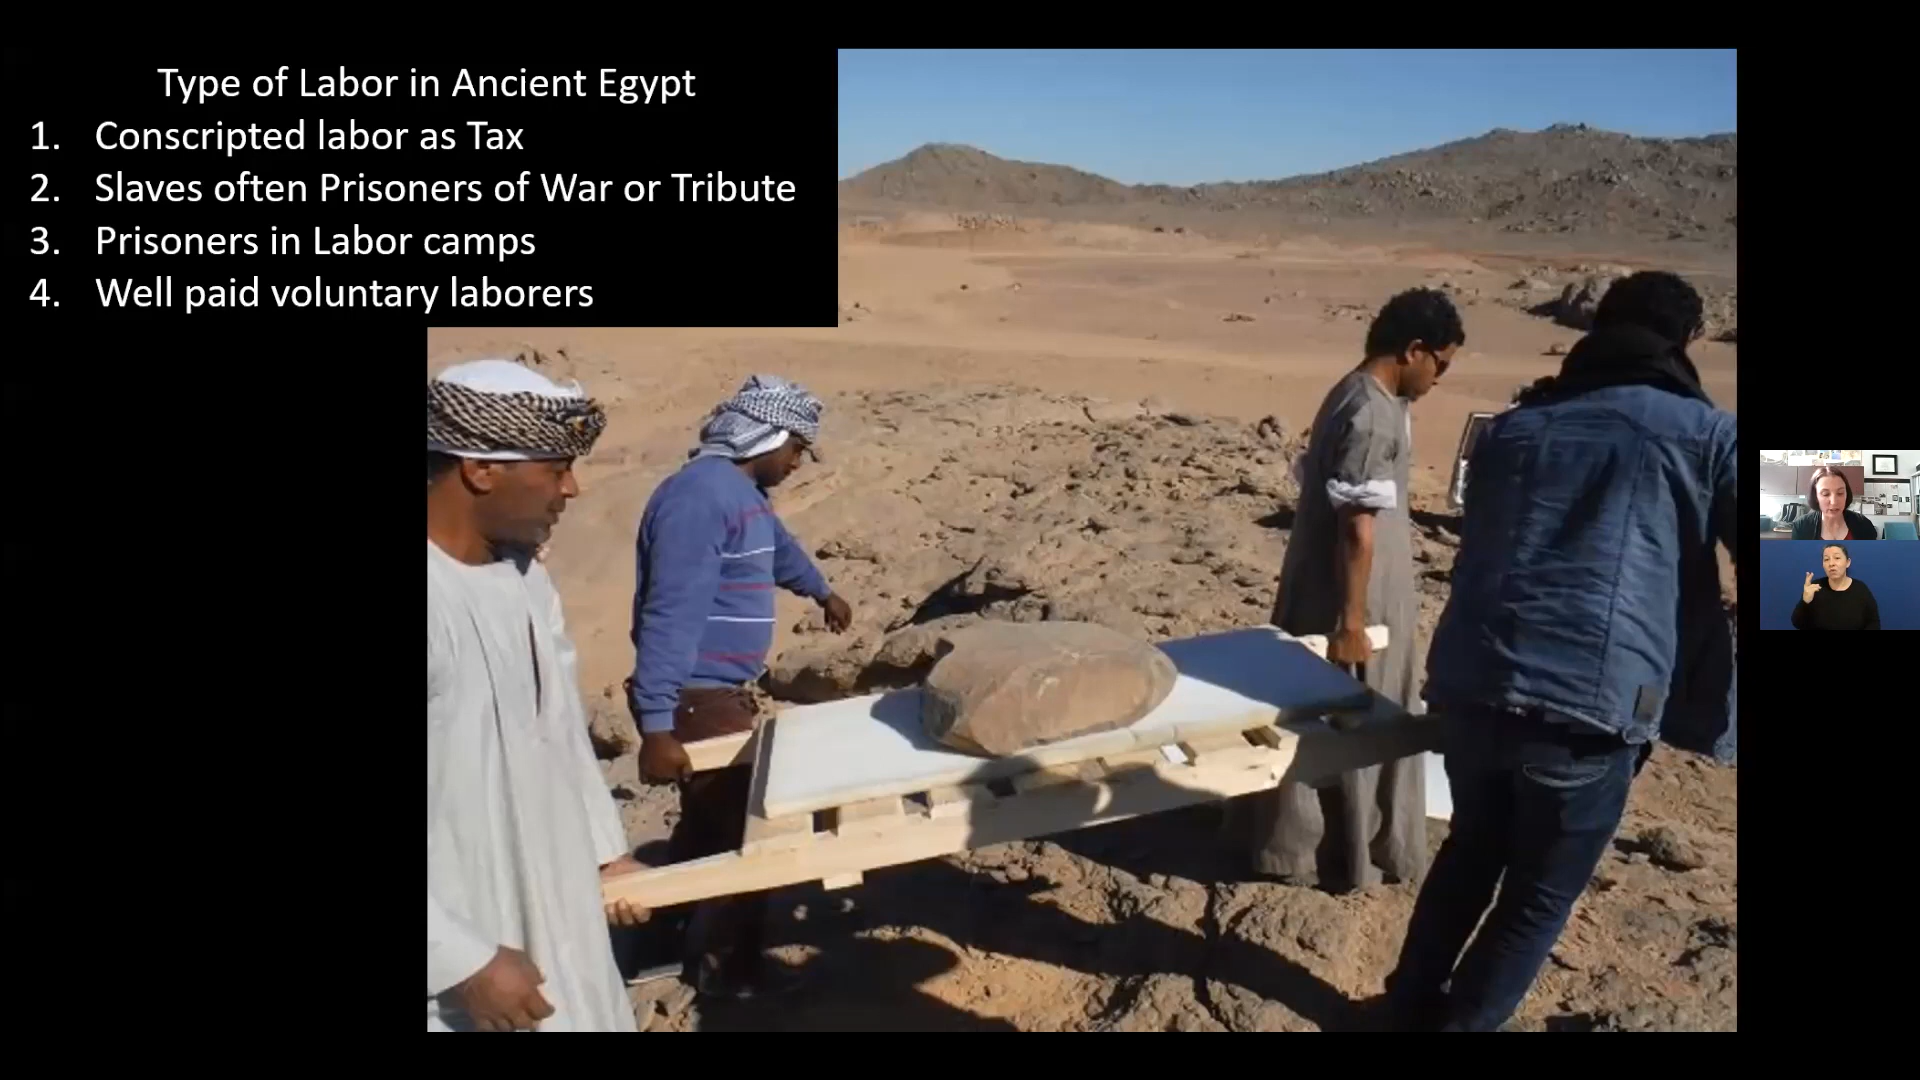 Type of Labor in Ancient Egypt
1. Conscripted labor as Tax
2. Slaves often Prisoners of War or Tribute
3. Prisoners in Labor camps
4. Well paid voluntary laborers